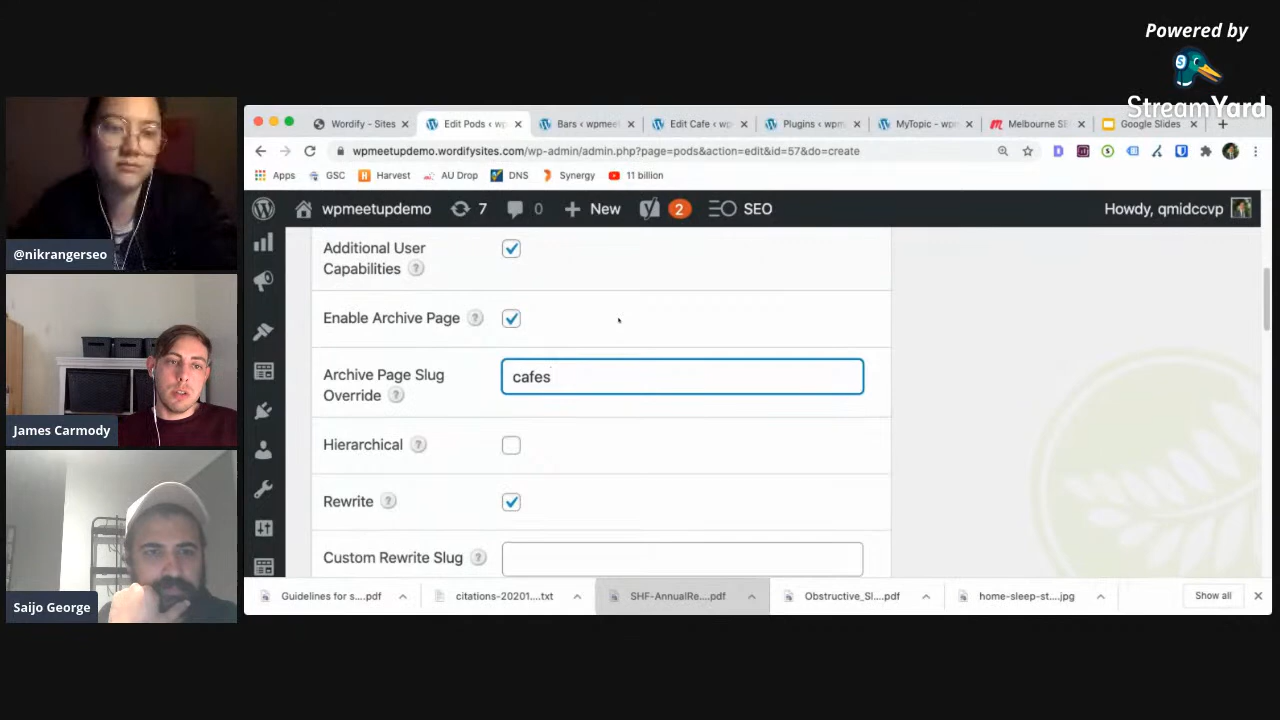 Powered by
StreamYard
@nikrangerseo
James Carmody
Saijo George
Wordify - Sites
Edit Pods ‹ wp
Bars ‹ wpmee
Edit Cafe ‹ w
Plugins ‹ wpm
MyTopic - wp
Melbourne SE
Google Slides
wpmeetupdemo.wordifysites.com/wp-admin/admin.php?page=pods&action=edit&id=57&do=create
Apps GSC Harvest AU Drop DNS Synergy 11 billion
wpmeetupdemo 7 0 New 2 SEO Howdy, qmidccvp
Additional User
Capabilities ?
Enable Archive Page ?
Archive Page Slug
Override ?
cafes
Hierarchical ?
Rewrite ?
Custom Rewrite Slug ?
Guidelines for s....pdf
citations-20201....txt
SHF-AnnualRe....pdf
Obstructive_Sl....pdf
home-sleep-st....jpg
Show all